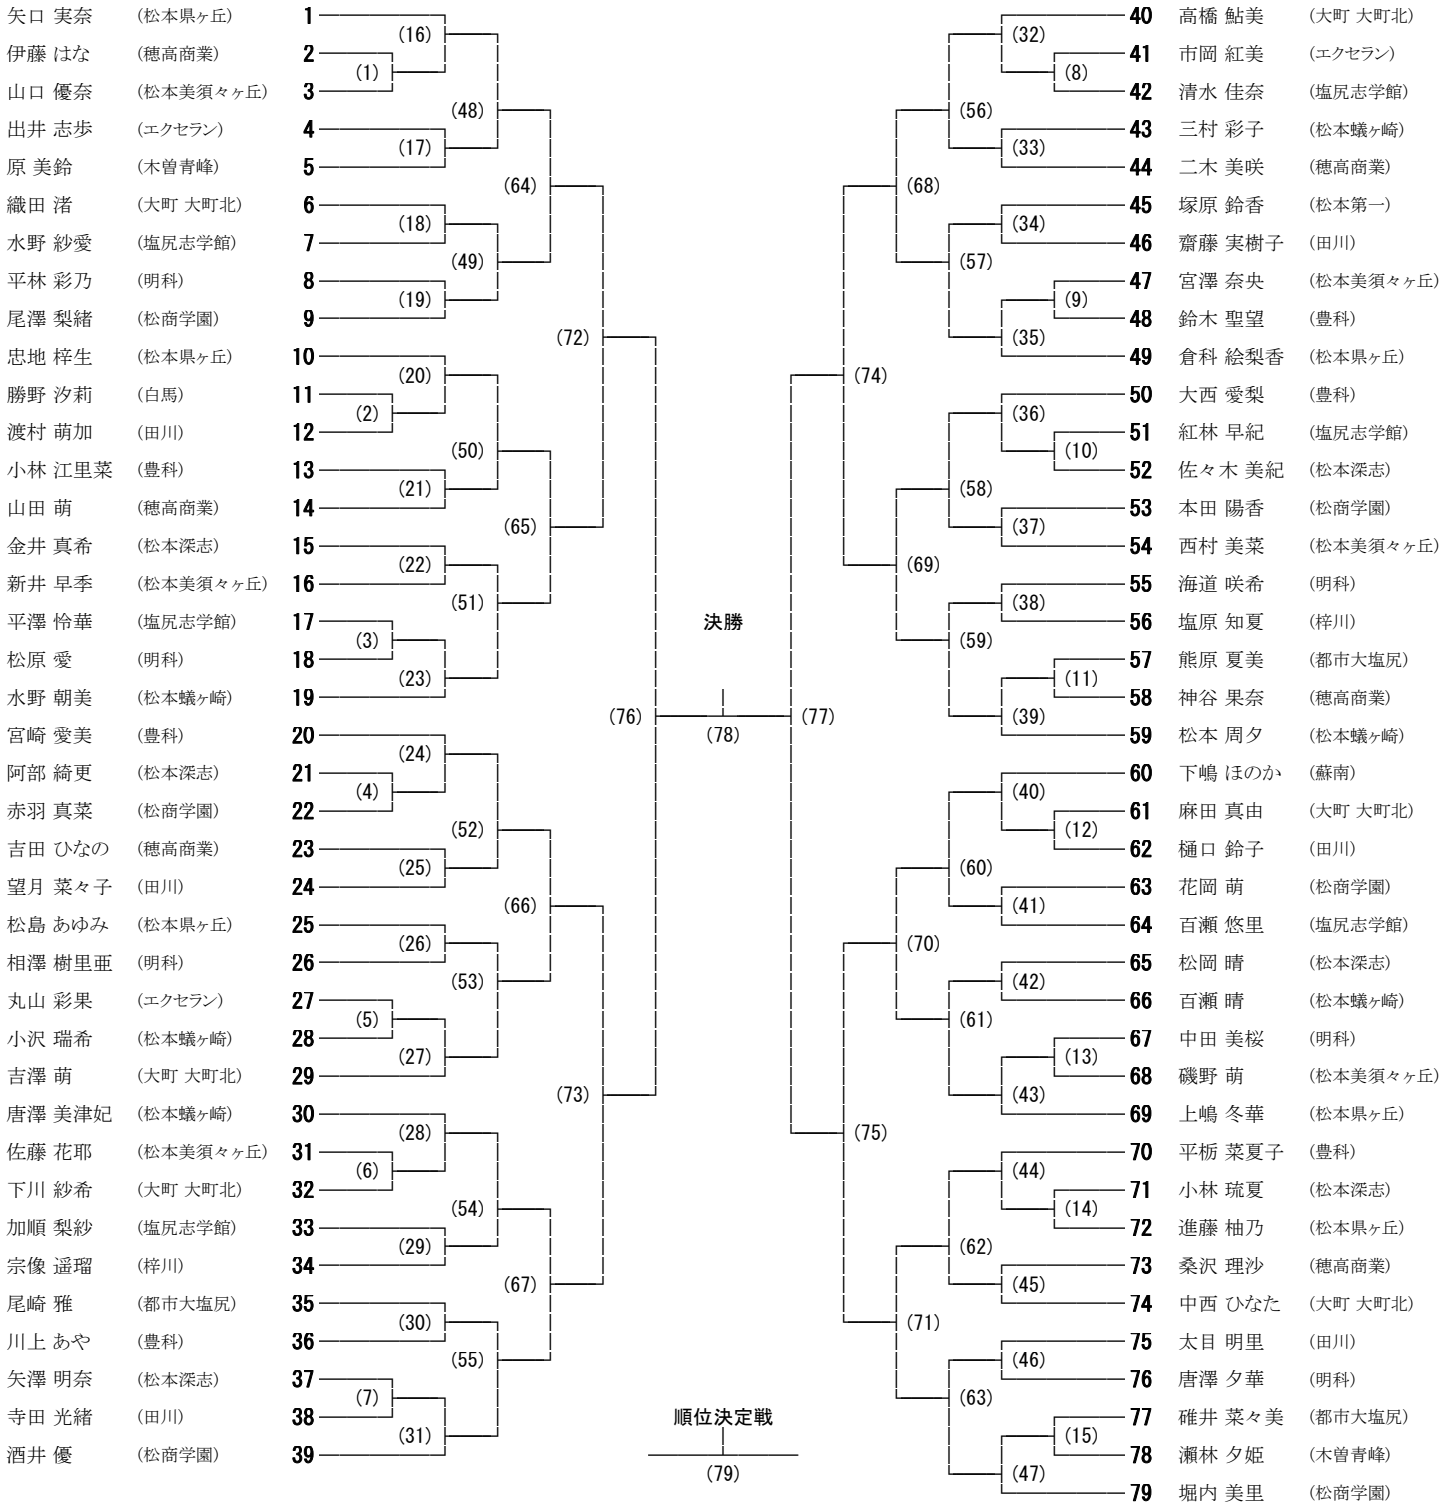 矢口 実奈 (松本県ヶ丘) 1
伊藤 はな (穂高商業) 2
山口 優奈 (松本美須々ヶ丘) 3
出井 志歩 (エクセラン) 4
原 美鈴 (木曽青峰) 5
織田 渚 (大町 大町北) 6
水野 紗愛 (塩尻志学館) 7
平林 彩乃 (明科) 8
尾澤 梨緒 (松商学園) 9
忠地 梓生 (松本県ヶ丘) 10
勝野 汐莉 (白馬) 11
渡村 萌加 (田川) 12
小林 江里菜 (豊科) 13
山田 萌 (穂高商業) 14
金井 真希 (松本深志) 15
新井 早季 (松本美須々ヶ丘) 16
平澤 怜華 (塩尻志学館) 17
松原 愛 (明科) 18
水野 朝美 (松本蟻ヶ崎) 19
宮崎 愛美 (豊科) 20
阿部 綺更 (松本深志) 21
赤羽 真菜 (松商学園) 22
吉田 ひなの (穂高商業) 23
望月 菜々子 (田川) 24
松島 あゆみ (松本県ヶ丘) 25
相澤 樹里亜 (明科) 26
丸山 彩果 (エクセラン) 27
小沢 瑞希 (松本蟻ヶ崎) 28
吉澤 萌 (大町 大町北) 29
唐澤 美津妃 (松本蟻ヶ崎) 30
佐藤 花耶 (松本美須々ヶ丘) 31
下川 紗希 (大町 大町北) 32
加順 梨紗 (塩尻志学館) 33
宗像 遥瑠 (梓川) 34
尾崎 雅 (都市大塩尻) 35
川上 あや (豊科) 36
矢澤 明奈 (松本深志) 37
寺田 光緒 (田川) 38
酒井 優 (松商学園) 39
(1)
(2)
(3)
(4)
(5)
(6)
(7)
(16)
(17)
(18)
(19)
(20)
(21)
(22)
(23)
(24)
(25)
(26)
(27)
(28)
(29)
(30)
(31)
(48)
(49)
(50)
(51)
(52)
(53)
(54)
(55)
(64)
(65)
(66)
(67)
(72)
(73)
(76)
決勝
(78)
順位決定戦
(79)
(77)
(74)
(75)
(68)
(69)
(70)
(71)
(56)
(57)
(58)
(59)
(60)
(61)
(62)
(63)
(32)
(33)
(34)
(35)
(36)
(37)
(38)
(39)
(40)
(41)
(42)
(43)
(44)
(45)
(46)
(47)
(8)
(9)
(10)
(11)
(12)
(13)
(14)
(15)
40 高橋 鮎美 (大町 大町北)
41 市岡 紅美 (エクセラン)
42 清水 佳奈 (塩尻志学館)
43 三村 彩子 (松本蟻ヶ崎)
44 二木 美咲 (穂高商業)
45 塚原 鈴香 (松本第一)
46 齋藤 実樹子 (田川)
47 宮澤 奈央 (松本美須々ヶ丘)
48 鈴木 聖望 (豊科)
49 倉科 絵梨香 (松本県ヶ丘)
50 大西 愛梨 (豊科)
51 紅林 早紀 (塩尻志学館)
52 佐々木 美紀 (松本深志)
53 本田 陽香 (松商学園)
54 西村 美菜 (松本美須々ヶ丘)
55 海道 咲希 (明科)
56 塩原 知夏 (梓川)
57 熊原 夏美 (都市大塩尻)
58 神谷 果奈 (穂高商業)
59 松本 周夕 (松本蟻ヶ崎)
60 下嶋 ほのか (蘇南)
61 麻田 真由 (大町 大町北)
62 樋口 鈴子 (田川)
63 花岡 萌 (松商学園)
64 百瀬 悠里 (塩尻志学館)
65 松岡 晴 (松本深志)
66 百瀬 晴 (松本蟻ヶ崎)
67 中田 美桜 (明科)
68 磯野 萌 (松本美須々ヶ丘)
69 上嶋 冬華 (松本県ヶ丘)
70 平栃 菜夏子 (豊科)
71 小林 琉夏 (松本深志)
72 進藤 柚乃 (松本県ヶ丘)
73 桑沢 理沙 (穂高商業)
74 中西 ひなた (大町 大町北)
75 太目 明里 (田川)
76 唐澤 夕華 (明科)
77 碓井 菜々美 (都市大塩尻)
78 瀬林 夕姫 (木曽青峰)
79 堀内 美里 (松商学園)